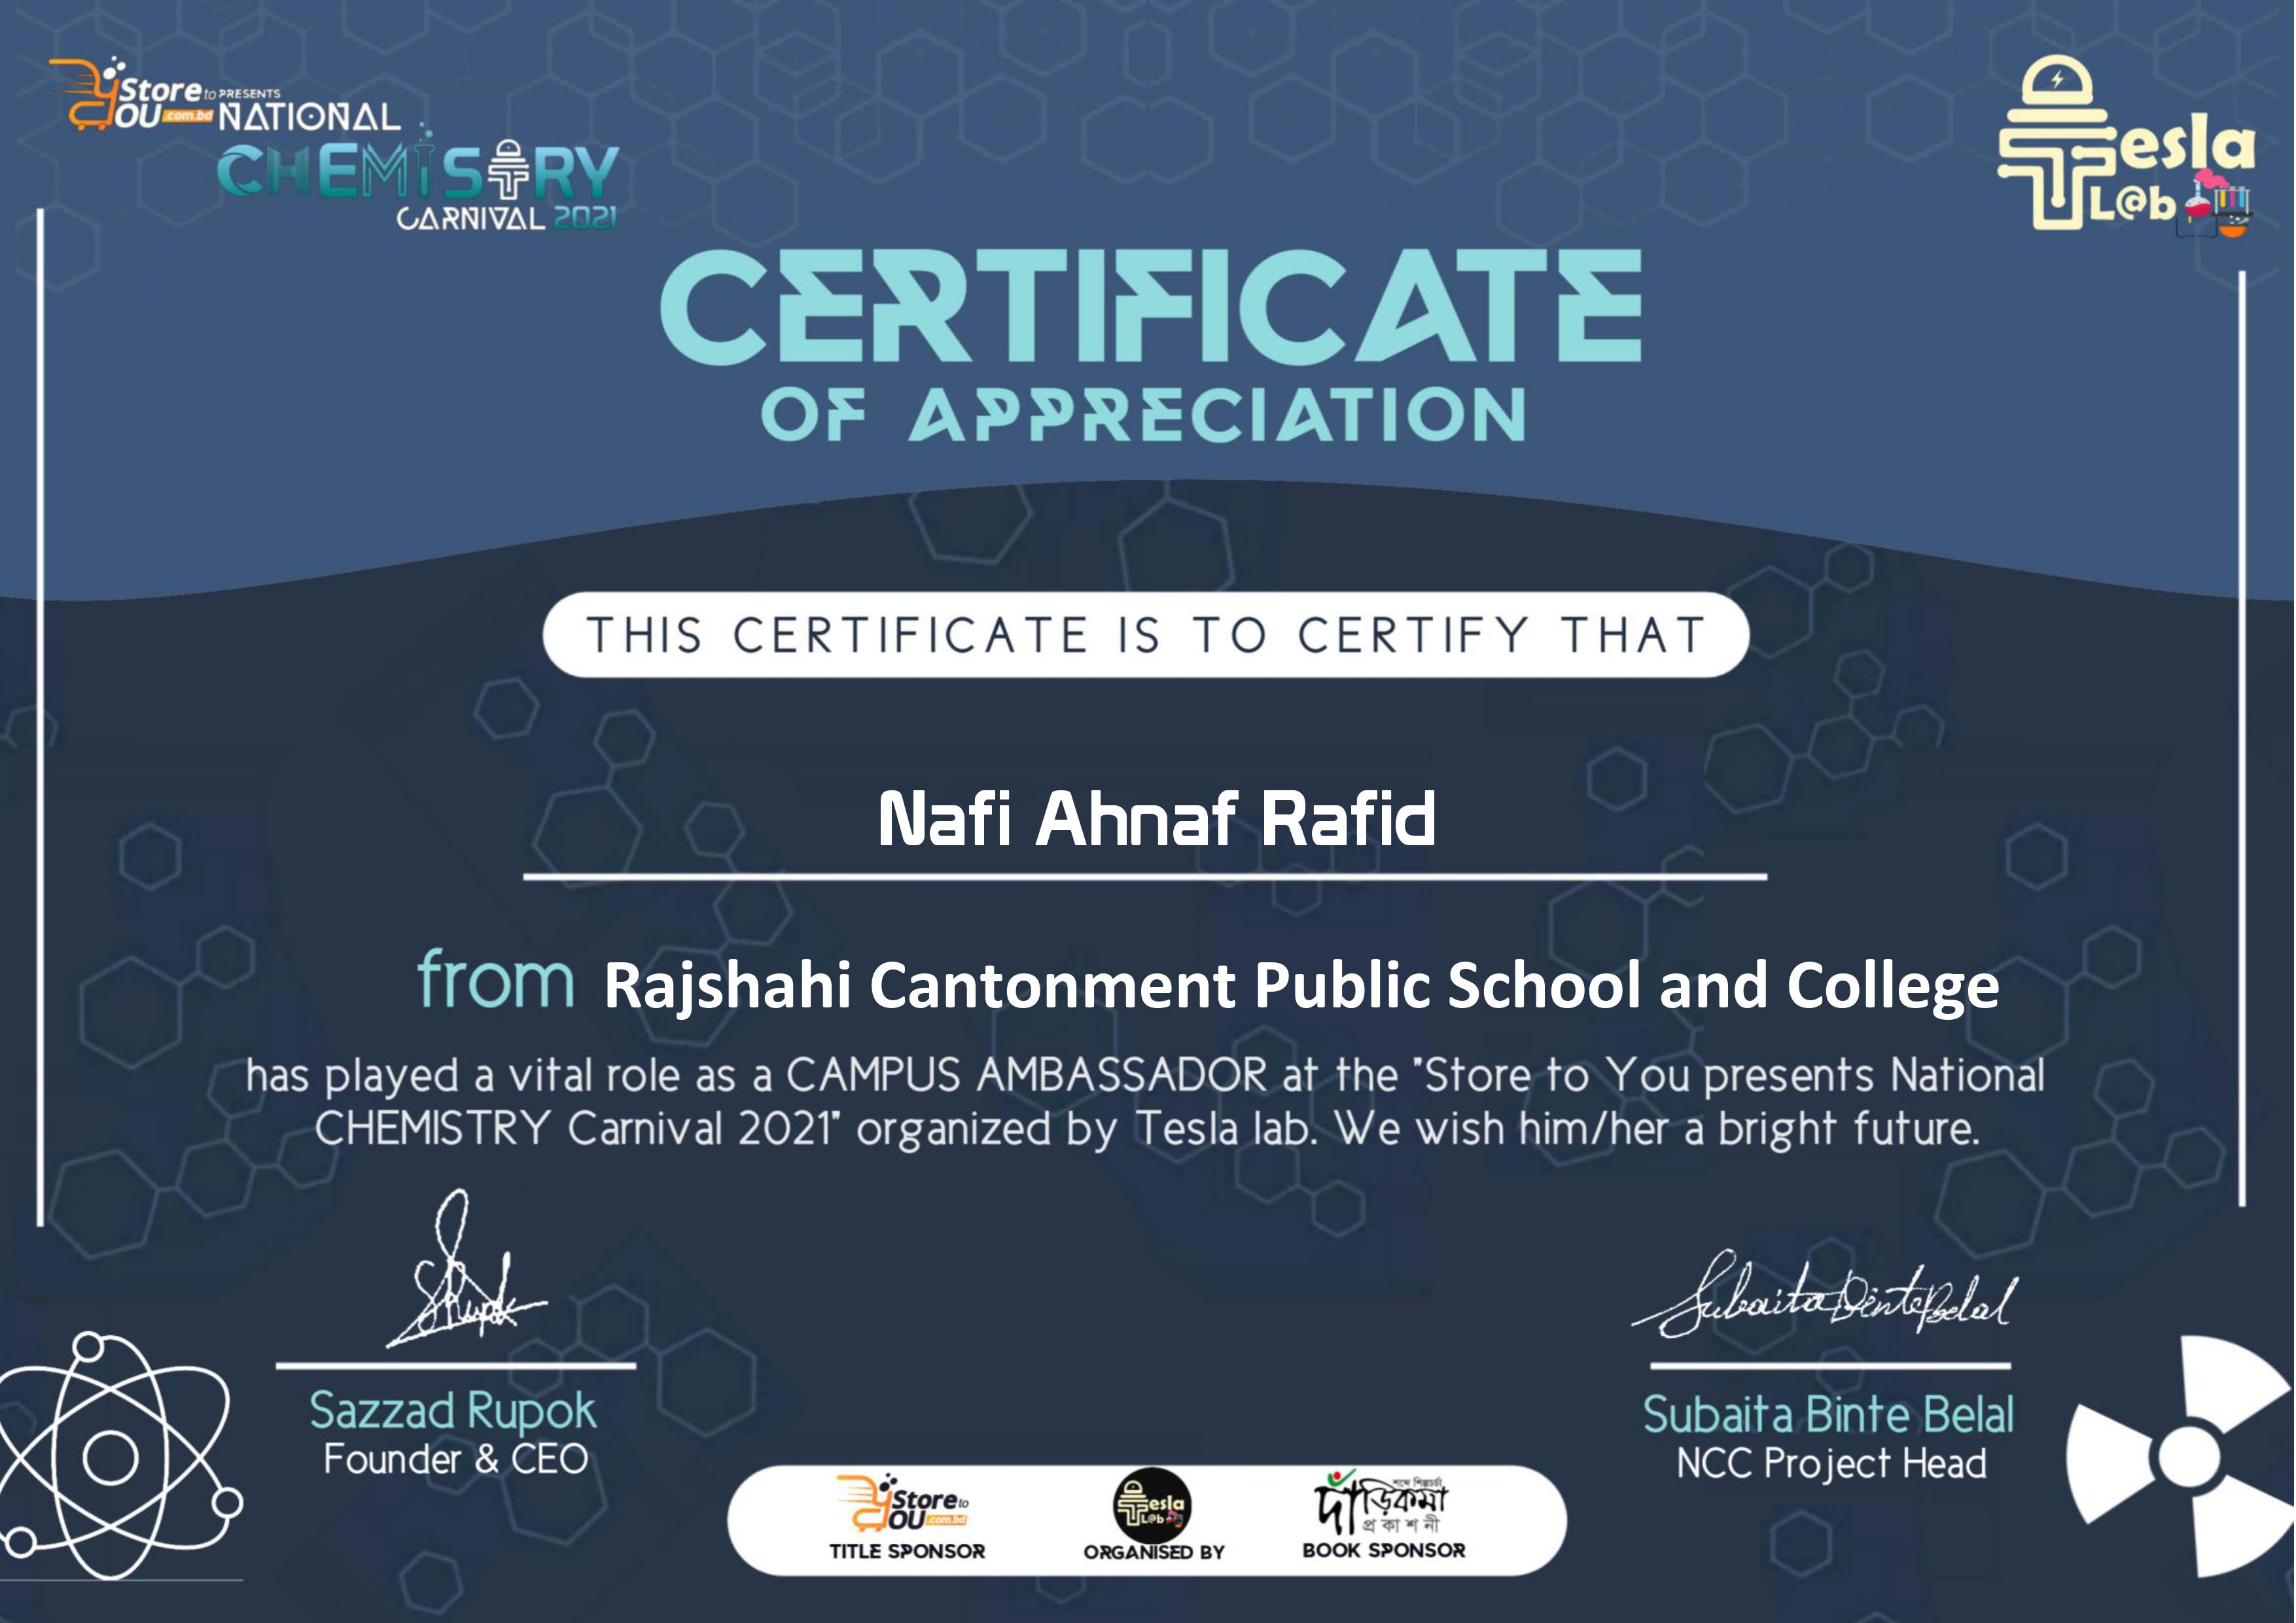 Store to PRESENTS
YOU .com.bd NATIONAL
CHEMISTRY
CARNIVAL 2021
Tesla
L@b
CERTIFICATE
OF APPRECIATION
THIS CERTIFICATE IS TO CERTIFY THAT
Nafi Ahnaf Rafid
from Rajshahi Cantonment Public School and College
has played a vital role as a CAMPUS AMBASSADOR at the "Store to You presents National
CHEMISTRY Carnival 2021" organized by Tesla lab. We wish him/her a bright future.
SRupok
Subaita Binte Belal
Sazzad Rupok
Founder & CEO
Subaita Binte Belal
NCC Project Head
Store to
YOU .com.bd
TITLE SPONSOR
Tesla
L@b
ORGANISED BY
শব্দে শিল্পচর্চা
দাঁড়িকমা
প্রকাশনী
BOOK SPONSOR